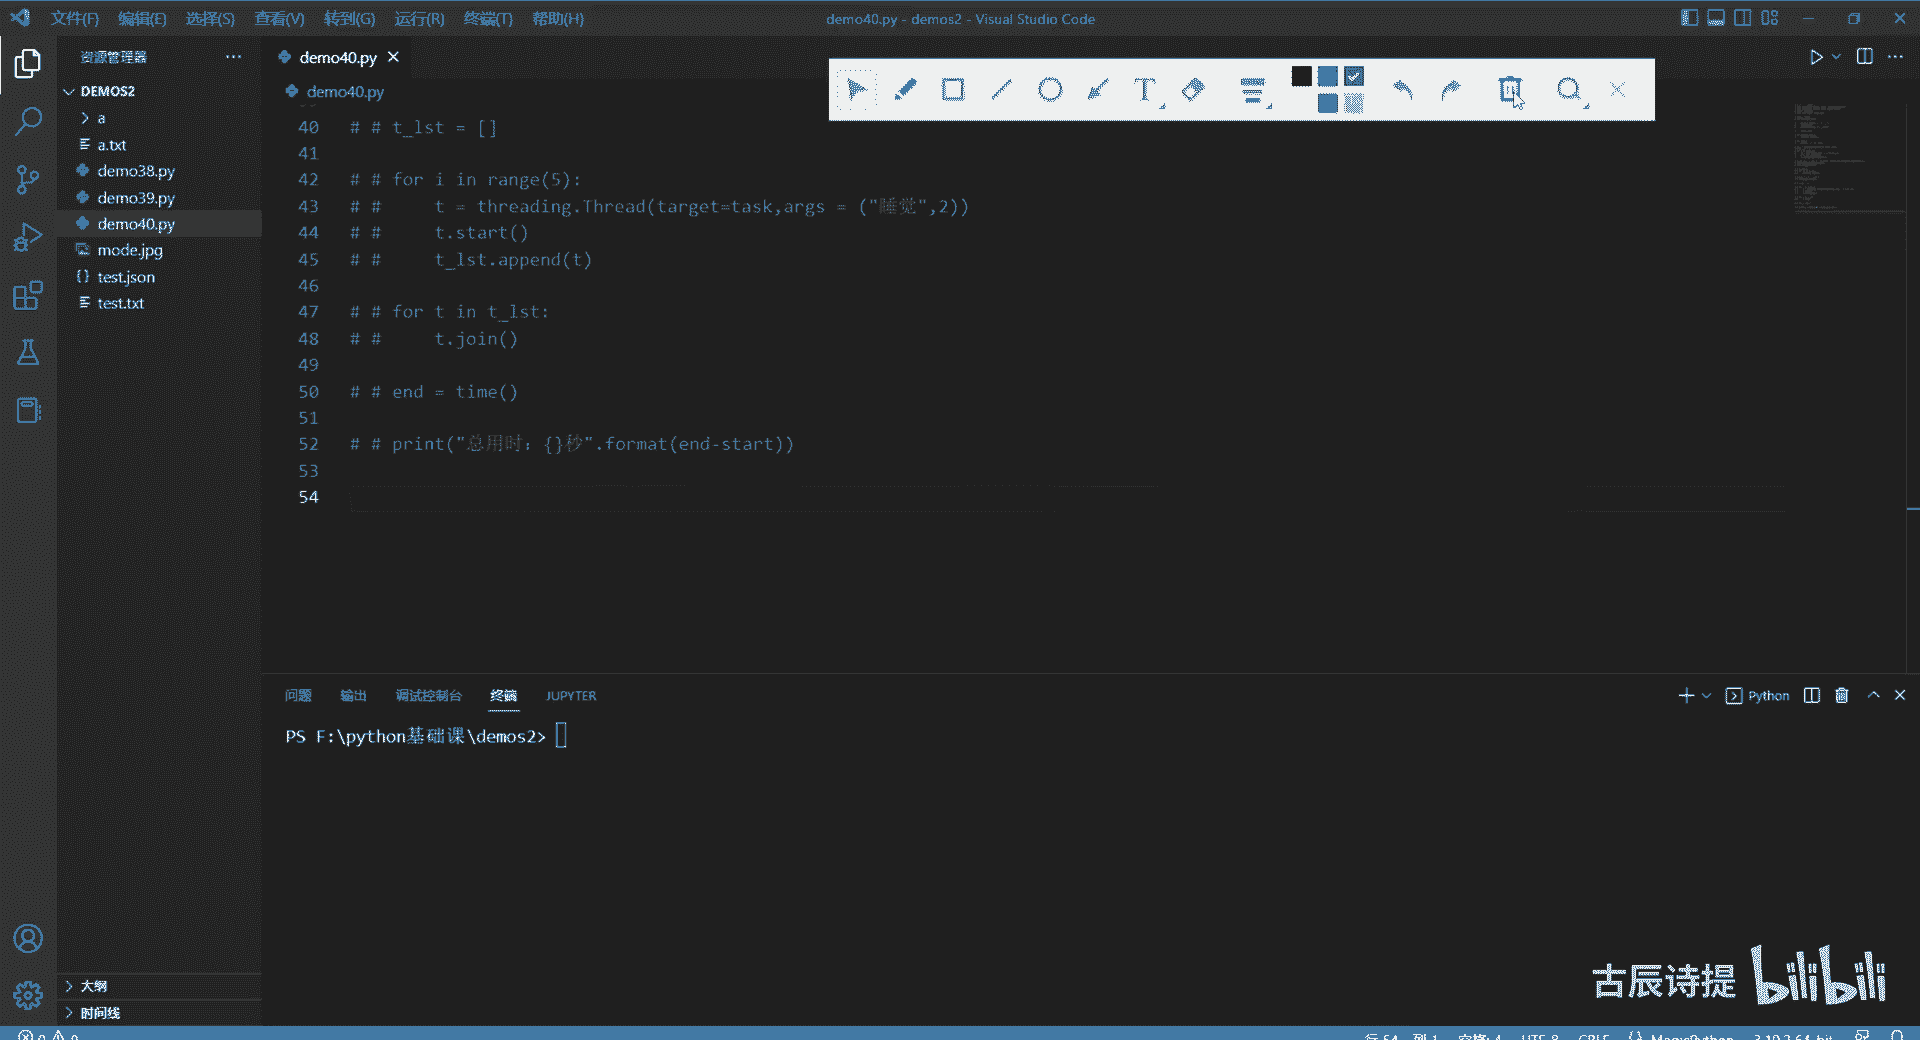 文件(F) 编辑(E) 选择(S) 查看(V) 转到(G) 运行(R) 终端(T) 帮助(H)
demo40.py - demos2 - Visual Studio Code
资源管理器
DEMOS2
a
a.txt
demo38.py
demo39.py
demo40.py
mode.jpg
test.json
test.txt
大纲
时间线
demo40.py
demo40.py
T
40 # # t_lst = []
41
42 # # for i in range(5):
43 # #     t = threading.Thread(target=task,args = ("睡觉",2))
44 # #     t.start()
45 # #     t_lst.append(t)
46
47 # # for t in t_lst:
48 # #     t.join()
49
50 # # end = time()
51
52 # # print("总用时：{}秒".format(end-start))
53
54
问题 输出 调试控制台 终端 JUPYTER
Python
PS F:\python基础课\demos2>
古辰诗提 bilibili
行 54，列 1 空格: 4 UTF-8 CRLF MagicPython 3.10.2 64-bit